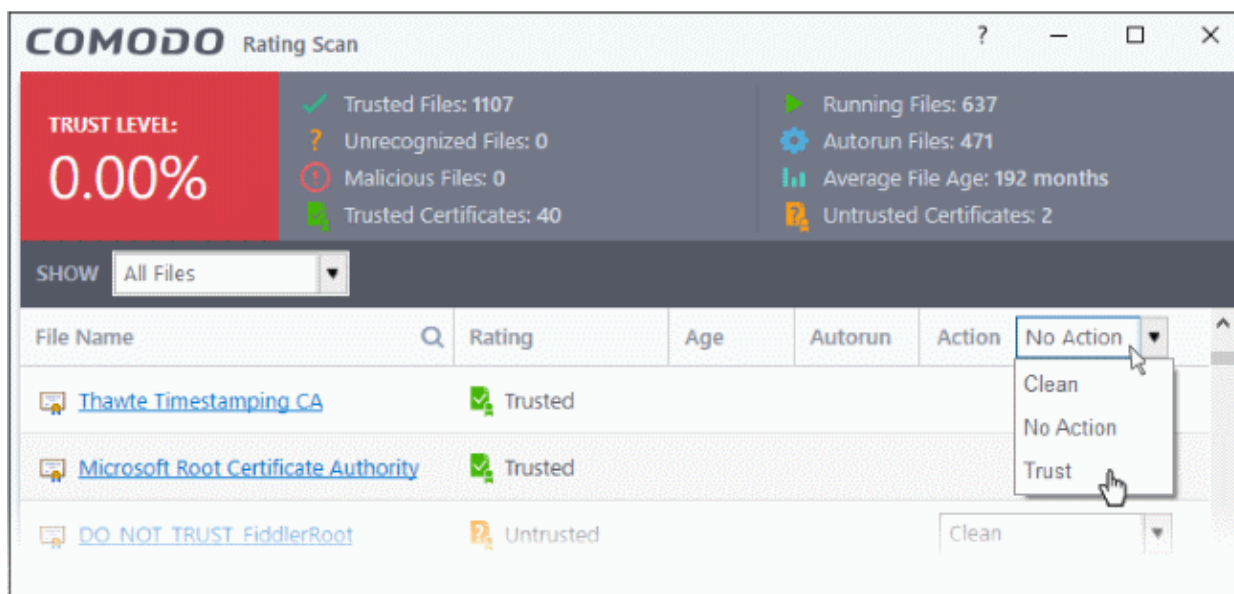 COMODO Rating Scan ?
TRUST LEVEL:
0.00%
Trusted Files: 1107
Unrecognized Files: 0
Malicious Files: 0
Trusted Certificates: 40
Running Files: 637
Autorun Files: 471
Average File Age: 192 months
Untrusted Certificates: 2
SHOW All Files
File Name Rating Age Autorun Action No Action
Clean
No Action
Trust
Thawte Timestamping CA Trusted
Microsoft Root Certificate Authority Trusted
DO_NOT_TRUST_FiddlerRoot Untrusted Clean